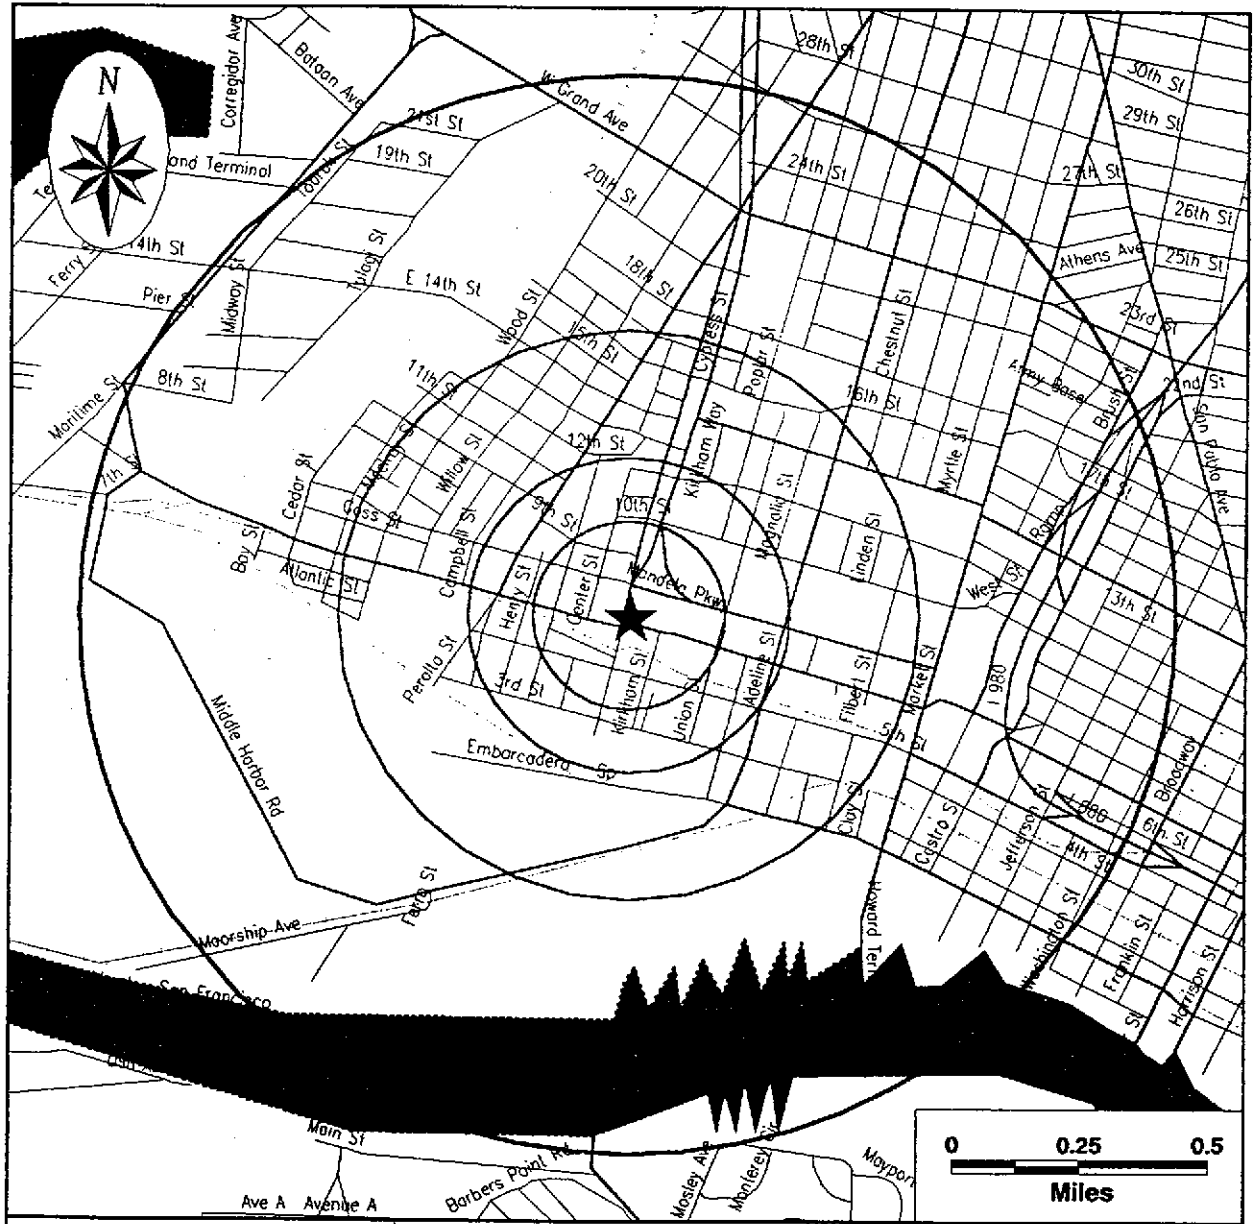 N
Corregidor Ave
Bataan Ave
28th St
30th St
W Grand Ave
21st St
29th St
19th St
and Terminal
20th St
24th St
27th St
26th St
14th St
Ferry
Tulagi St
Athens Ave
25th St
E 14th St
18th St
Pier St
Midway St
Wood St
Cypress St
Chestnut St
23rd St
15th St
Poplar St
11th St
Army Base
Brush St
22nd St
8th St
16th St
Maritime St
San Pablo Ave
12th St
Kirkham Way
Willow St
Myrtle St
17th St
7th St
Cedar St
Goss St
9th St
10th St
Magnolia St
Campbell St
Linden St
Bay St
Atlantic St
Henry St
Center St
Mandela Pkwy
West St
13th St
Peralta St
3rd St
Kirkham St
Union
Adeline St
Filbert St
Market St
I 980
5th St
Middle Harbor Rd
Embarcadero Sp
Broadway
Clay S
Castro S
Jefferson St
I 880
6th St
4th St
Ferro St
Moorship Ave
Howard Terr
Washington St
Franklin St
Harrison St
San Francisco
St
Main St
Barbers Point Rd
Mosley Ave
Monterey Cir
Maypor
Ave A
Avenue A
0 0.25 0.5
Miles